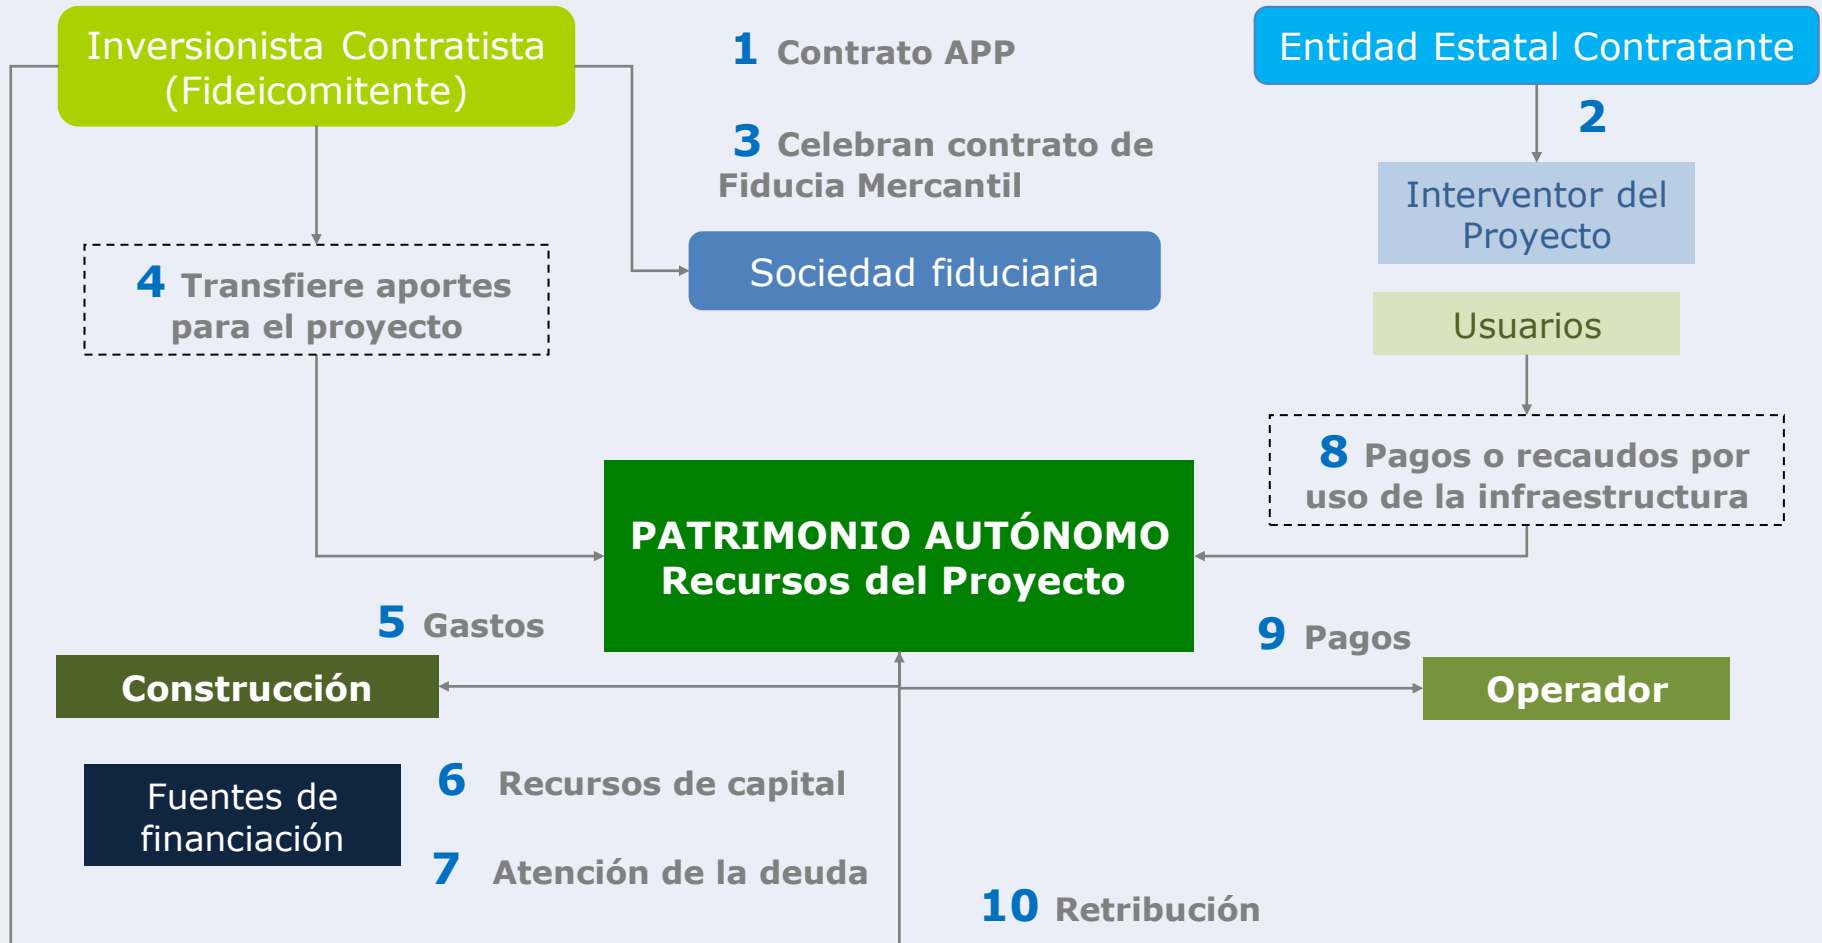 Inversionista Contratista
(Fideicomitente)
1 Contrato APP
Entidad Estatal Contratante
2
3 Celebran contrato de
Fiducia Mercantil
Interventor del
Proyecto
Sociedad fiduciaria
4 Transfiere aportes
para el proyecto
Usuarios
8 Pagos o recaudos por
uso de la infraestructura
PATRIMONIO AUTÓNOMO
Recursos del Proyecto
5 Gastos
9 Pagos
Construcción
Operador
Fuentes de
financiación
6 Recursos de capital
7 Atención de la deuda
10 Retribución